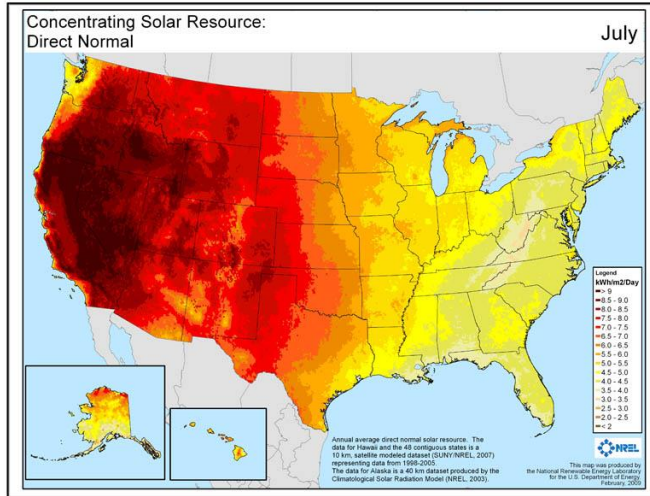 Concentrating Solar Resource:
Direct Normal
July
Legend
kWh/m2/Day
> 9
8.5 - 9.0
8.0 - 8.5
7.5 - 8.0
7.0 - 7.5
6.5 - 7.0
6.0 - 6.5
5.5 - 6.0
5.0 - 5.5
4.5 - 5.0
4.0 - 4.5
3.5 - 4.0
3.0 - 3.5
2.5 - 3.0
2.0 - 2.5
< 2
Annual average direct normal solar resource. The
data for Hawaii and the 48 contiguous states is a
10 km, satellite modeled dataset (SUNY/NREL, 2007)
representing data from 1998-2005.
The data for Alaska is a 40 km dataset produced by the
Climatological Solar Radiation Model (NREL, 2003).
NREL
This map was produced by
the National Renewable Energy Laboratory
for the U.S. Department of Energy.
February, 2009